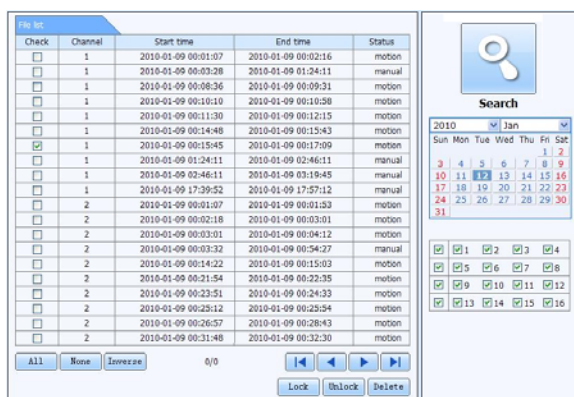 File list
Check Channel Start time End time Status
1 2010-01-09 00:01:07 2010-01-09 00:02:16 motion
1 2010-01-09 00:03:28 2010-01-09 01:24:11 manual
1 2010-01-09 00:08:36 2010-01-09 00:09:31 motion
1 2010-01-09 00:10:10 2010-01-09 00:10:58 motion
1 2010-01-09 00:11:30 2010-01-09 00:12:15 motion
1 2010-01-09 00:14:48 2010-01-09 00:15:43 motion
1 2010-01-09 00:15:45 2010-01-09 00:17:09 motion
1 2010-01-09 01:24:11 2010-01-09 02:46:11 manual
1 2010-01-09 02:46:11 2010-01-09 03:19:45 manual
1 2010-01-09 17:39:52 2010-01-09 17:57:12 manual
2 2010-01-09 00:01:07 2010-01-09 00:01:53 motion
2 2010-01-09 00:02:18 2010-01-09 00:03:01 motion
2 2010-01-09 00:03:01 2010-01-09 00:04:12 motion
2 2010-01-09 00:03:32 2010-01-09 00:54:27 manual
2 2010-01-09 00:14:22 2010-01-09 00:15:03 motion
2 2010-01-09 00:21:54 2010-01-09 00:22:35 motion
2 2010-01-09 00:23:51 2010-01-09 00:24:33 motion
2 2010-01-09 00:25:12 2010-01-09 00:25:54 motion
2 2010-01-09 00:26:57 2010-01-09 00:28:43 motion
2 2010-01-09 00:31:48 2010-01-09 00:32:30 motion
All None Inverse 0/0
Lock Unlock Delete
Search
2010 Jan
Sun Mon Tue Wed Thu Fri Sat
1 2
3 4 5 6 7 8 9
10 11 12 13 14 15 16
17 18 19 20 21 22 23
24 25 26 27 28 29 30
31
1 2 3 4
5 6 7 8
9 10 11 12
13 14 15 16